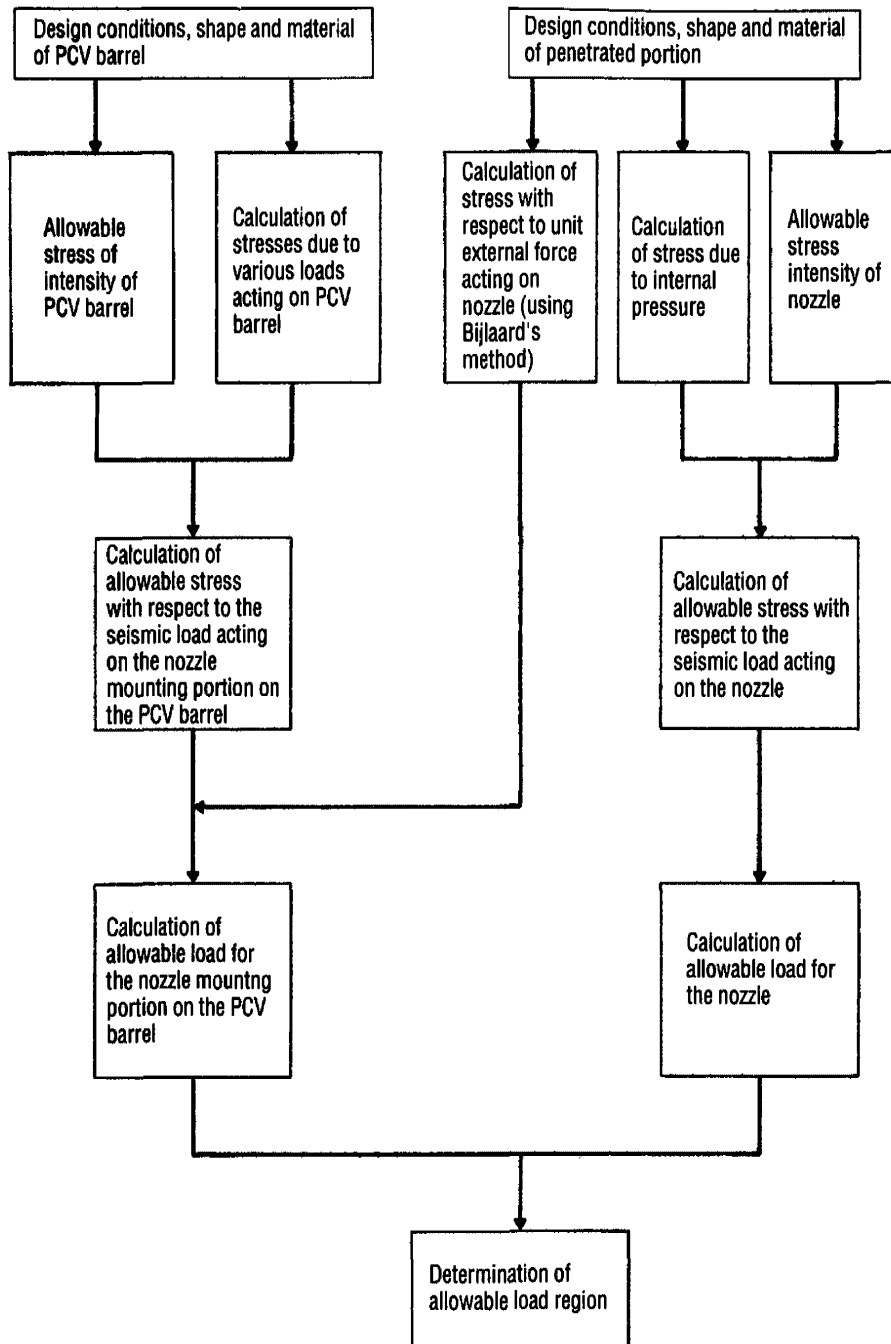 Design conditions, shape and material
of PCV barrel
Design conditions, shape and material
of penetrated portion
Allowable
stress of
intensity of
PCV barrel
Calculation of
stresses due to
various loads
acting on PCV
barrel
Calculation of
stress with
respect to unit
external force
acting on
nozzle (using
Bijlaard's
method)
Calculation
of stress due
to internal
pressure
Allowable
stress
intensity of
nozzle
Calculation of
allowable stress
with respect to the
seismic load acting
on the nozzle
mounting portion on
the PCV barrel
Calculation of
allowable stress with
respect to the
seismic load acting
on the nozzle
Calculation of
allowable load for
the nozzle mountng
portion on the PCV
barrel
Calculation of
allowable load for
the nozzle
Determination of
allowable load region